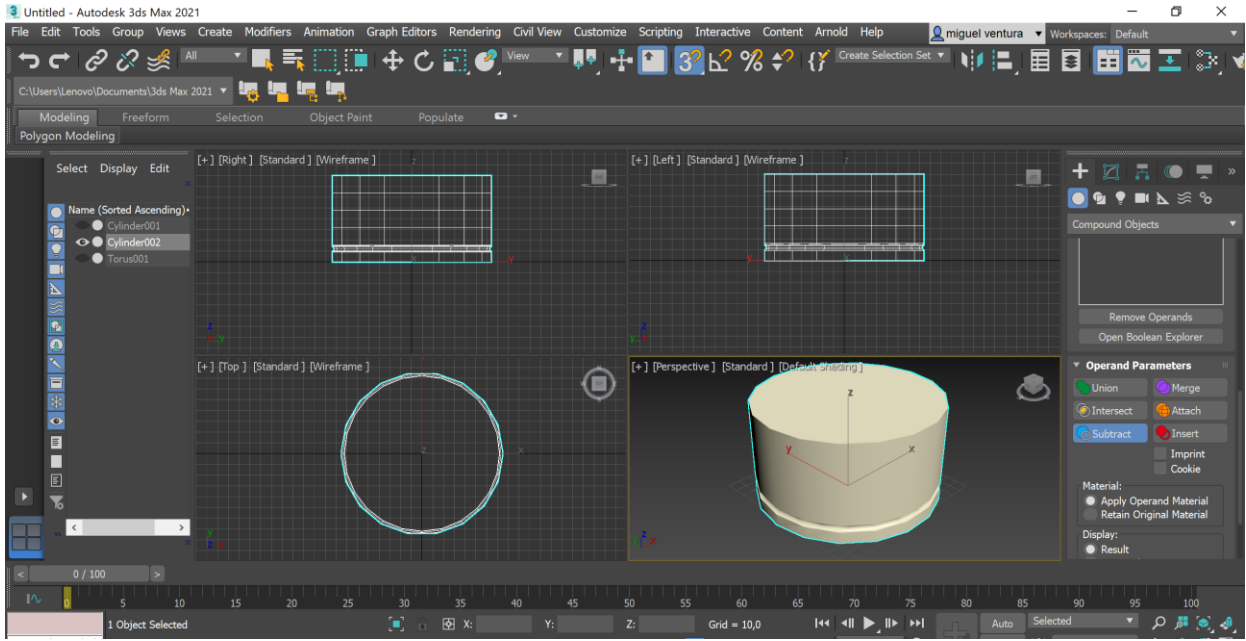 3 Untitled - Autodesk 3ds Max 2021
File Edit Tools Group Views Create Modifiers Animation Graph Editors Rendering Civil View Customize Scripting Interactive Content Arnold Help miguel ventura Workspaces: Default
All View 3 Create Selection Set
C:\Users\Lenovo\Documents\3ds Max 2021
Modeling Freeform Selection Object Paint Populate
Polygon Modeling
Select Display Edit
Name (Sorted Ascending)
Cylinder001
Cylinder002
Torus001
[+] [Right] [Standard] [Wireframe]
z
x y
z
x y
[+] [Left] [Standard] [Wireframe]
z
y x
z
y
[+] [Top] [Standard] [Wireframe]
z x
y
z x
[+] [Perspective] [Standard] [Default Shading]
z
y x
z
y x
Compound Objects
Remove Operands
Open Boolean Explorer
Operand Parameters
Union Merge
Intersect Attach
Subtract Insert
Imprint
Cookie
Material:
Apply Operand Material
Retain Original Material
Display:
Result
< 0 / 100 >
0 5 10 15 20 25 30 35 40 45 50 55 60 65 70 75 80 85 90 95 100
1 Object Selected X: Y: Z: Grid = 10,0 Auto Selected